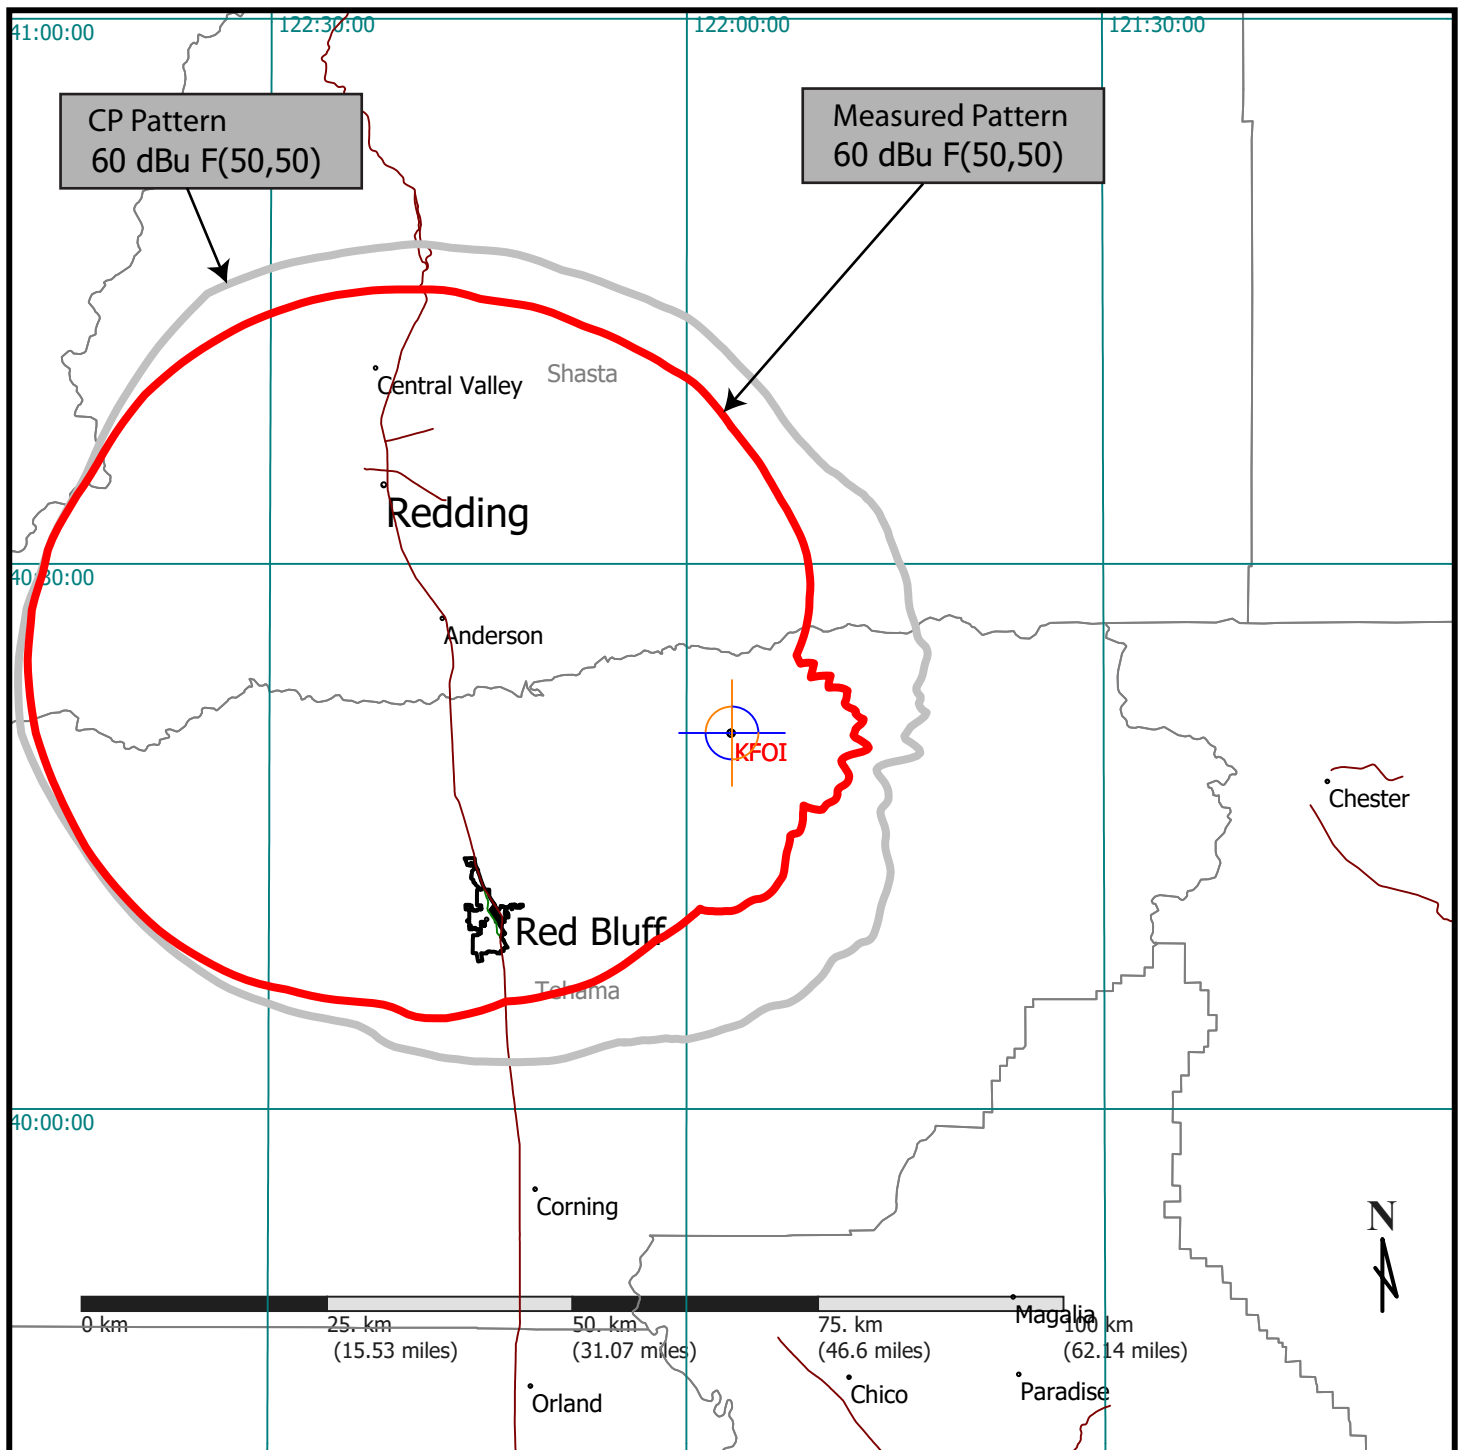 41:00:00
122:30:00
122:00:00
121:30:00
CP Pattern
60 dBu F(50,50)
Measured Pattern
60 dBu F(50,50)
Central Valley
Shasta
Redding
40:30:00
Anderson
KFOI
Chester
Red Bluff
Tehama
40:00:00
Corning
N
Magalia
0 km
25. km
(15.53 miles)
50. km
(31.07 miles)
75. km
(46.6 miles)
100 km
(62.14 miles)
Orland
Chico
Paradise